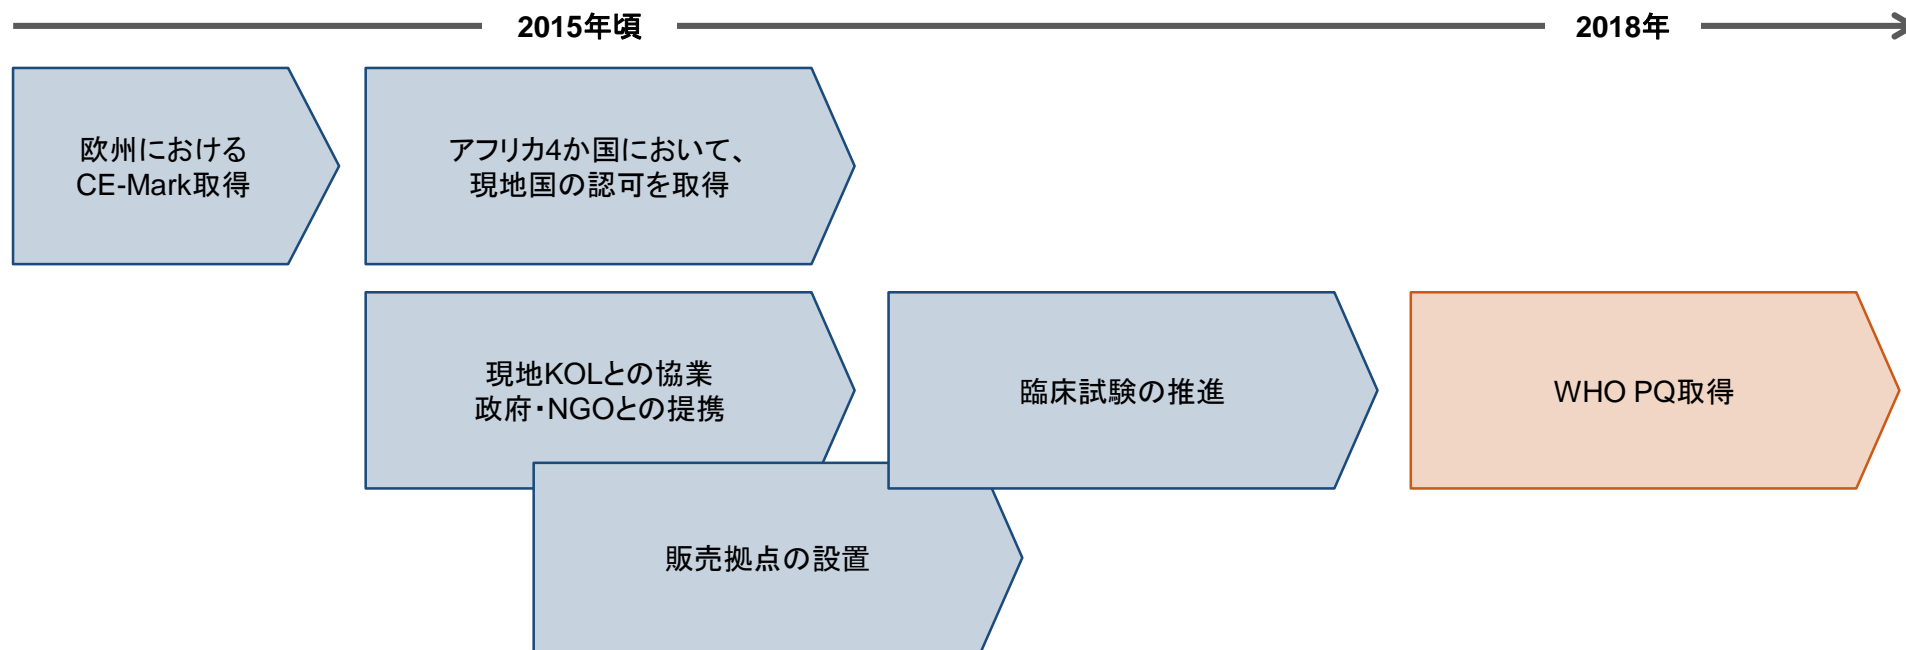 2015年頃
2018年
欧州における
CE-Mark取得
アフリカ4か国において、
現地国の認可を取得
現地KOLとの協業
政府・NGOとの提携
臨床試験の推進
WHO PQ取得
販売拠点の設置